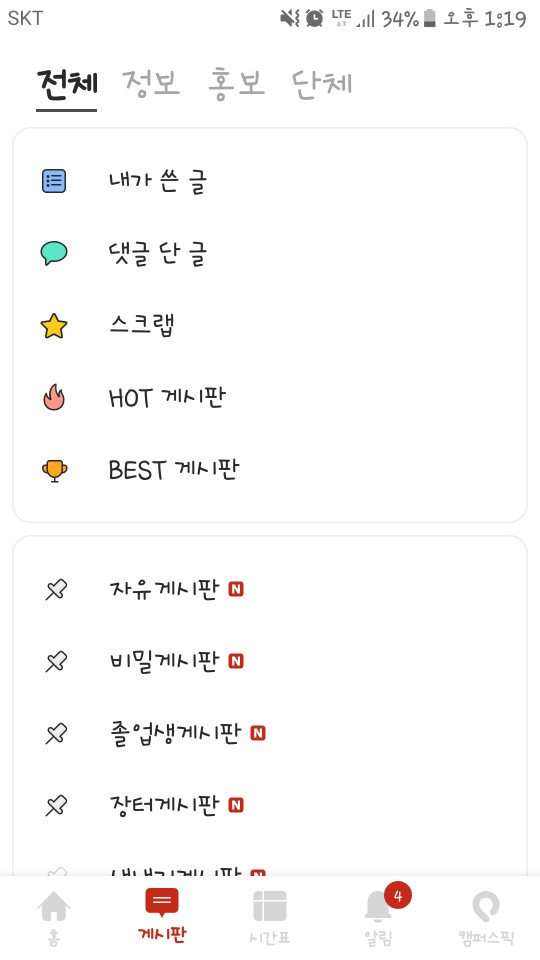 SKT LTE 34% 오후 1:19
전체 정보 홍보 단체
내가 쓴 글
댓글 단 글
스크랩
HOT 게시판
BEST 게시판
자유게시판 N
비밀게시판 N
졸업생게시판 N
장터게시판 N
4
홈 게시판 시간표 알림 캠퍼스픽